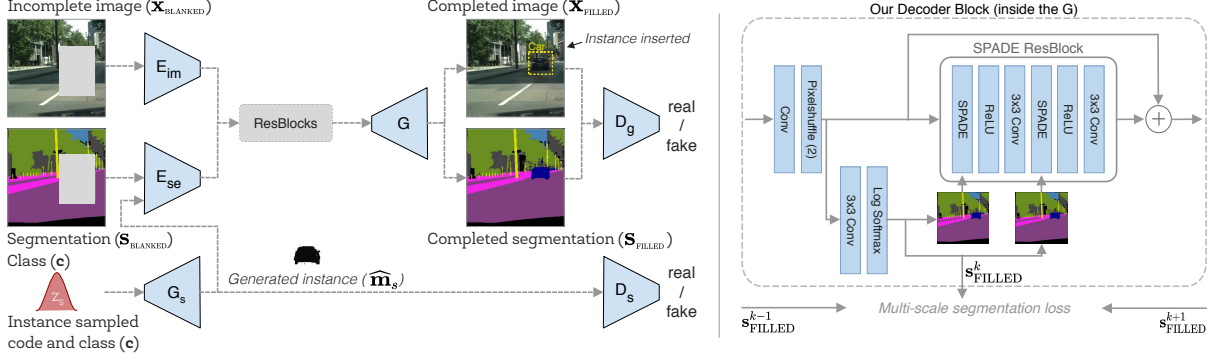 Incomplete image (X_BLANKED)
E_im
Segmentation (S_BLANKED)
Class (c)
E_se
Z_s
Instance sampled
code and class (c)
G_s
ResBlocks
G
Generated instance (m̂_s)
Completed image (X_FILLED)
Car
Instance inserted
Completed segmentation (S_FILLED)
D_g
real
/
fake
D_s
real
/
fake
Our Decoder Block (inside the G)
SPADE ResBlock
Conv
Pixelshuffle (2)
SPADE
ReLU
3x3 Conv
SPADE
ReLU
3x3 Conv
+
3x3 Conv
Log Softmax
s^k_FILLED
Multi-scale segmentation loss
s^{k-1}_FILLED
s^{k+1}_FILLED